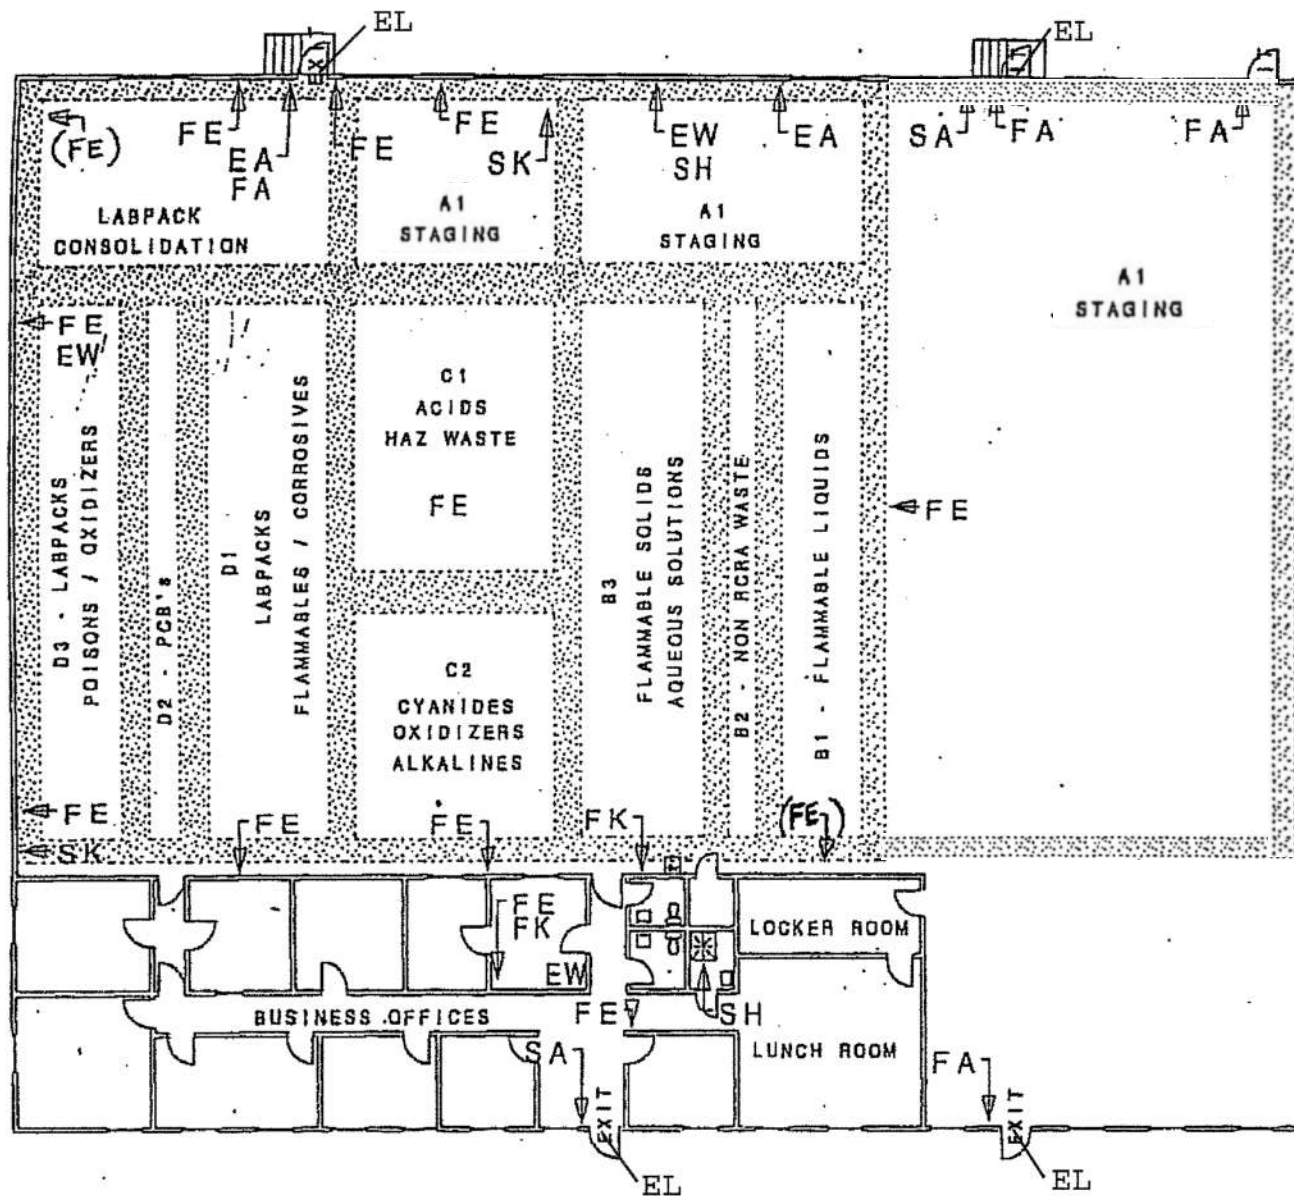 EL
EL
EXIT
(FE)
FE
EA
FA
FE
FE
SK
EW
SH
EA
SA
FA
FA
LABPACK
CONSOLIDATION
A1
STAGING
A1
STAGING
A1
STAGING
FE
EW
D3 - LABPACKS
POISONS / OXIDIZERS
D2 - PCB's
D1
LABPACKS
FLAMMABLES / CORROSIVES
C1
ACIDS
HAZ WASTE
FE
C2
CYANIDES
OXIDIZERS
ALKALINES
B3
FLAMMABLE SOLIDS
AQUEOUS SOLUTIONS
B2 - NON RCRA WASTE
B1 - FLAMMABLE LIQUIDS
FE
FE
SK
FE
FE
FK
(FE)
FE
FK
EW
LOCKER ROOM
BUSINESS OFFICES
FE
SH
LUNCH ROOM
SA
FA
EXIT
EXIT
EL
EL